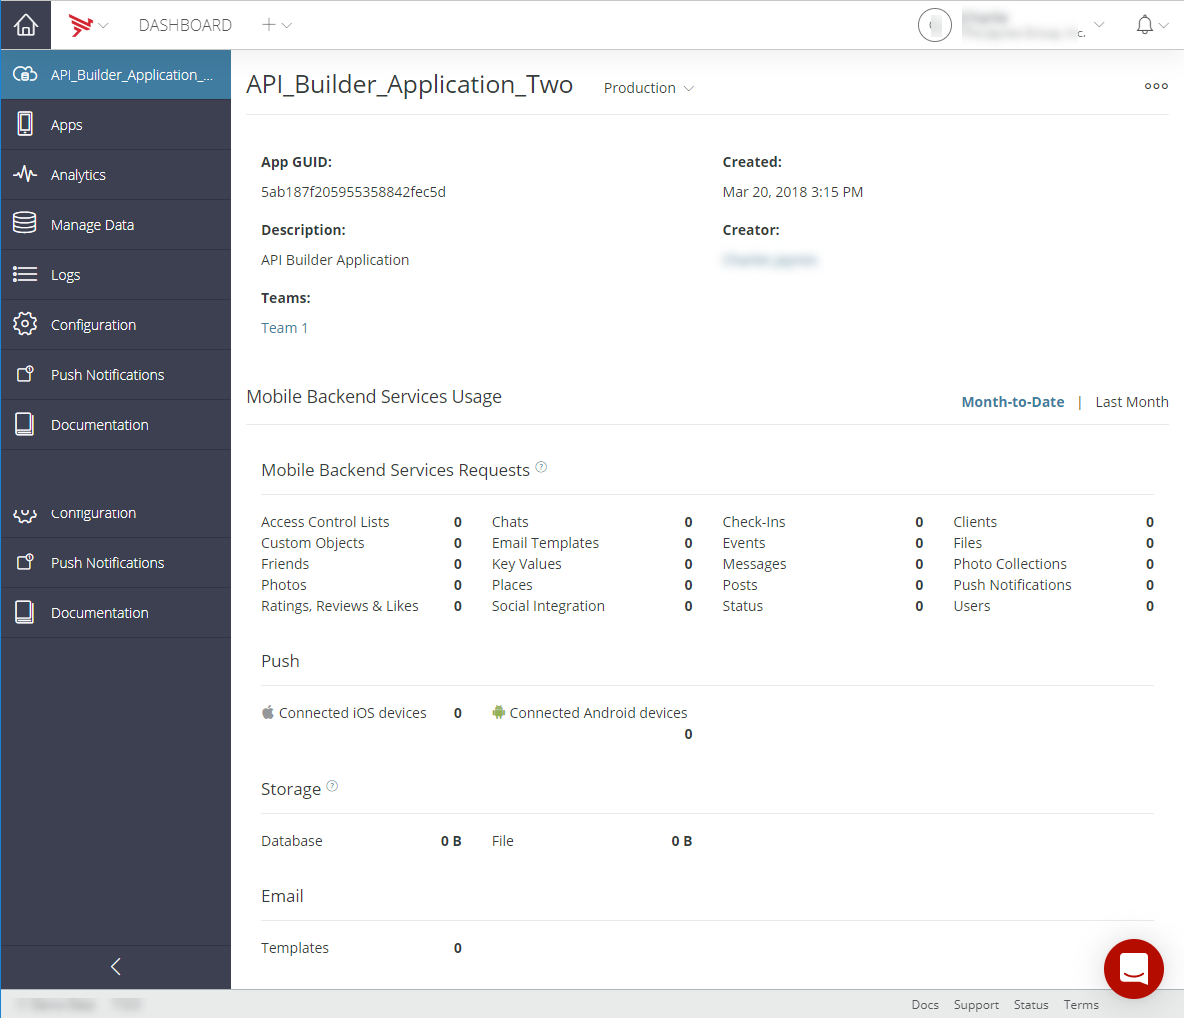 DASHBOARD
c.
API_Builder_Application_...
Apps
Analytics
Manage Data
Logs
Configuration
Push Notifications
Documentation
Configuration
Push Notifications
Documentation
API_Builder_Application_Two Production
App GUID: Created:
5ab187f205955358842fec5d Mar 20, 2018 3:15 PM
Description: Creator:
API Builder Application
Teams:
Team 1
Mobile Backend Services Usage Month-to-Date | Last Month
Mobile Backend Services Requests ?
Access Control Lists 0 Chats 0 Check-Ins 0 Clients 0
Custom Objects 0 Email Templates 0 Events 0 Files 0
Friends 0 Key Values 0 Messages 0 Photo Collections 0
Photos 0 Places 0 Posts 0 Push Notifications 0
Ratings, Reviews & Likes 0 Social Integration 0 Status 0 Users 0
Push
Connected iOS devices 0 Connected Android devices
0
Storage ?
Database 0 B File 0 B
Email
Templates 0
Docs Support Status Terms